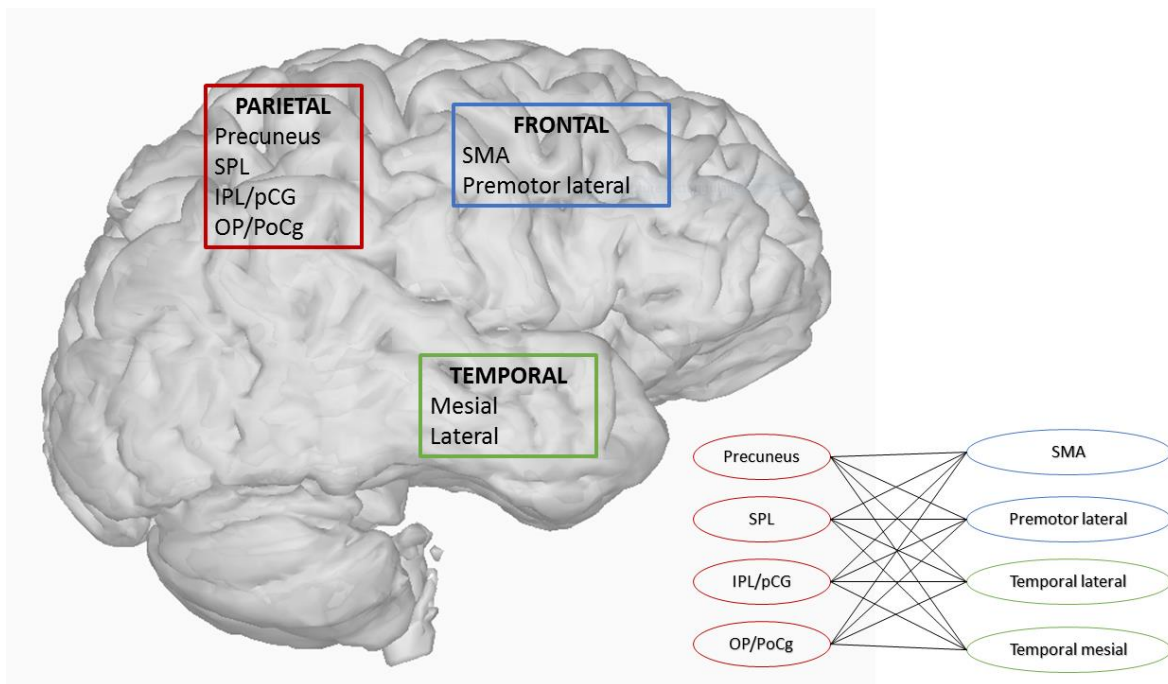 PARIETAL
Precuneus
SPL
IPL/pCG
OP/PoCg
FRONTAL
SMA
Premotor lateral
TEMPORAL
Mesial
Lateral
Precuneus
SMA
SPL
Premotor lateral
IPL/pCG
Temporal lateral
OP/PoCg
Temporal mesial